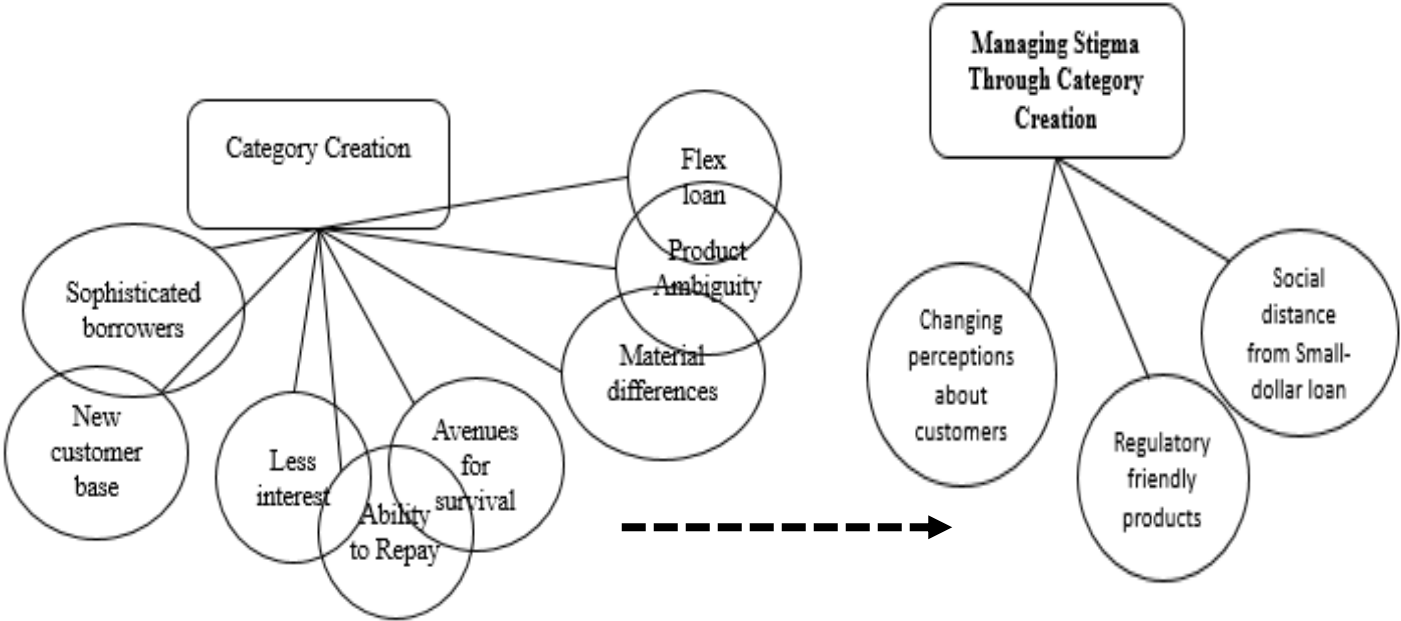 Category Creation
Flex
loan
Product
Ambiguity
Material
differences
Sophisticated
borrowers
New
customer
base
Less
interest
Ability
to Repay
Avenues
for
survival
Managing Stigma
Through Category
Creation
Changing
perceptions
about
customers
Regulatory
friendly
products
Social
distance
from Small-
dollar loan